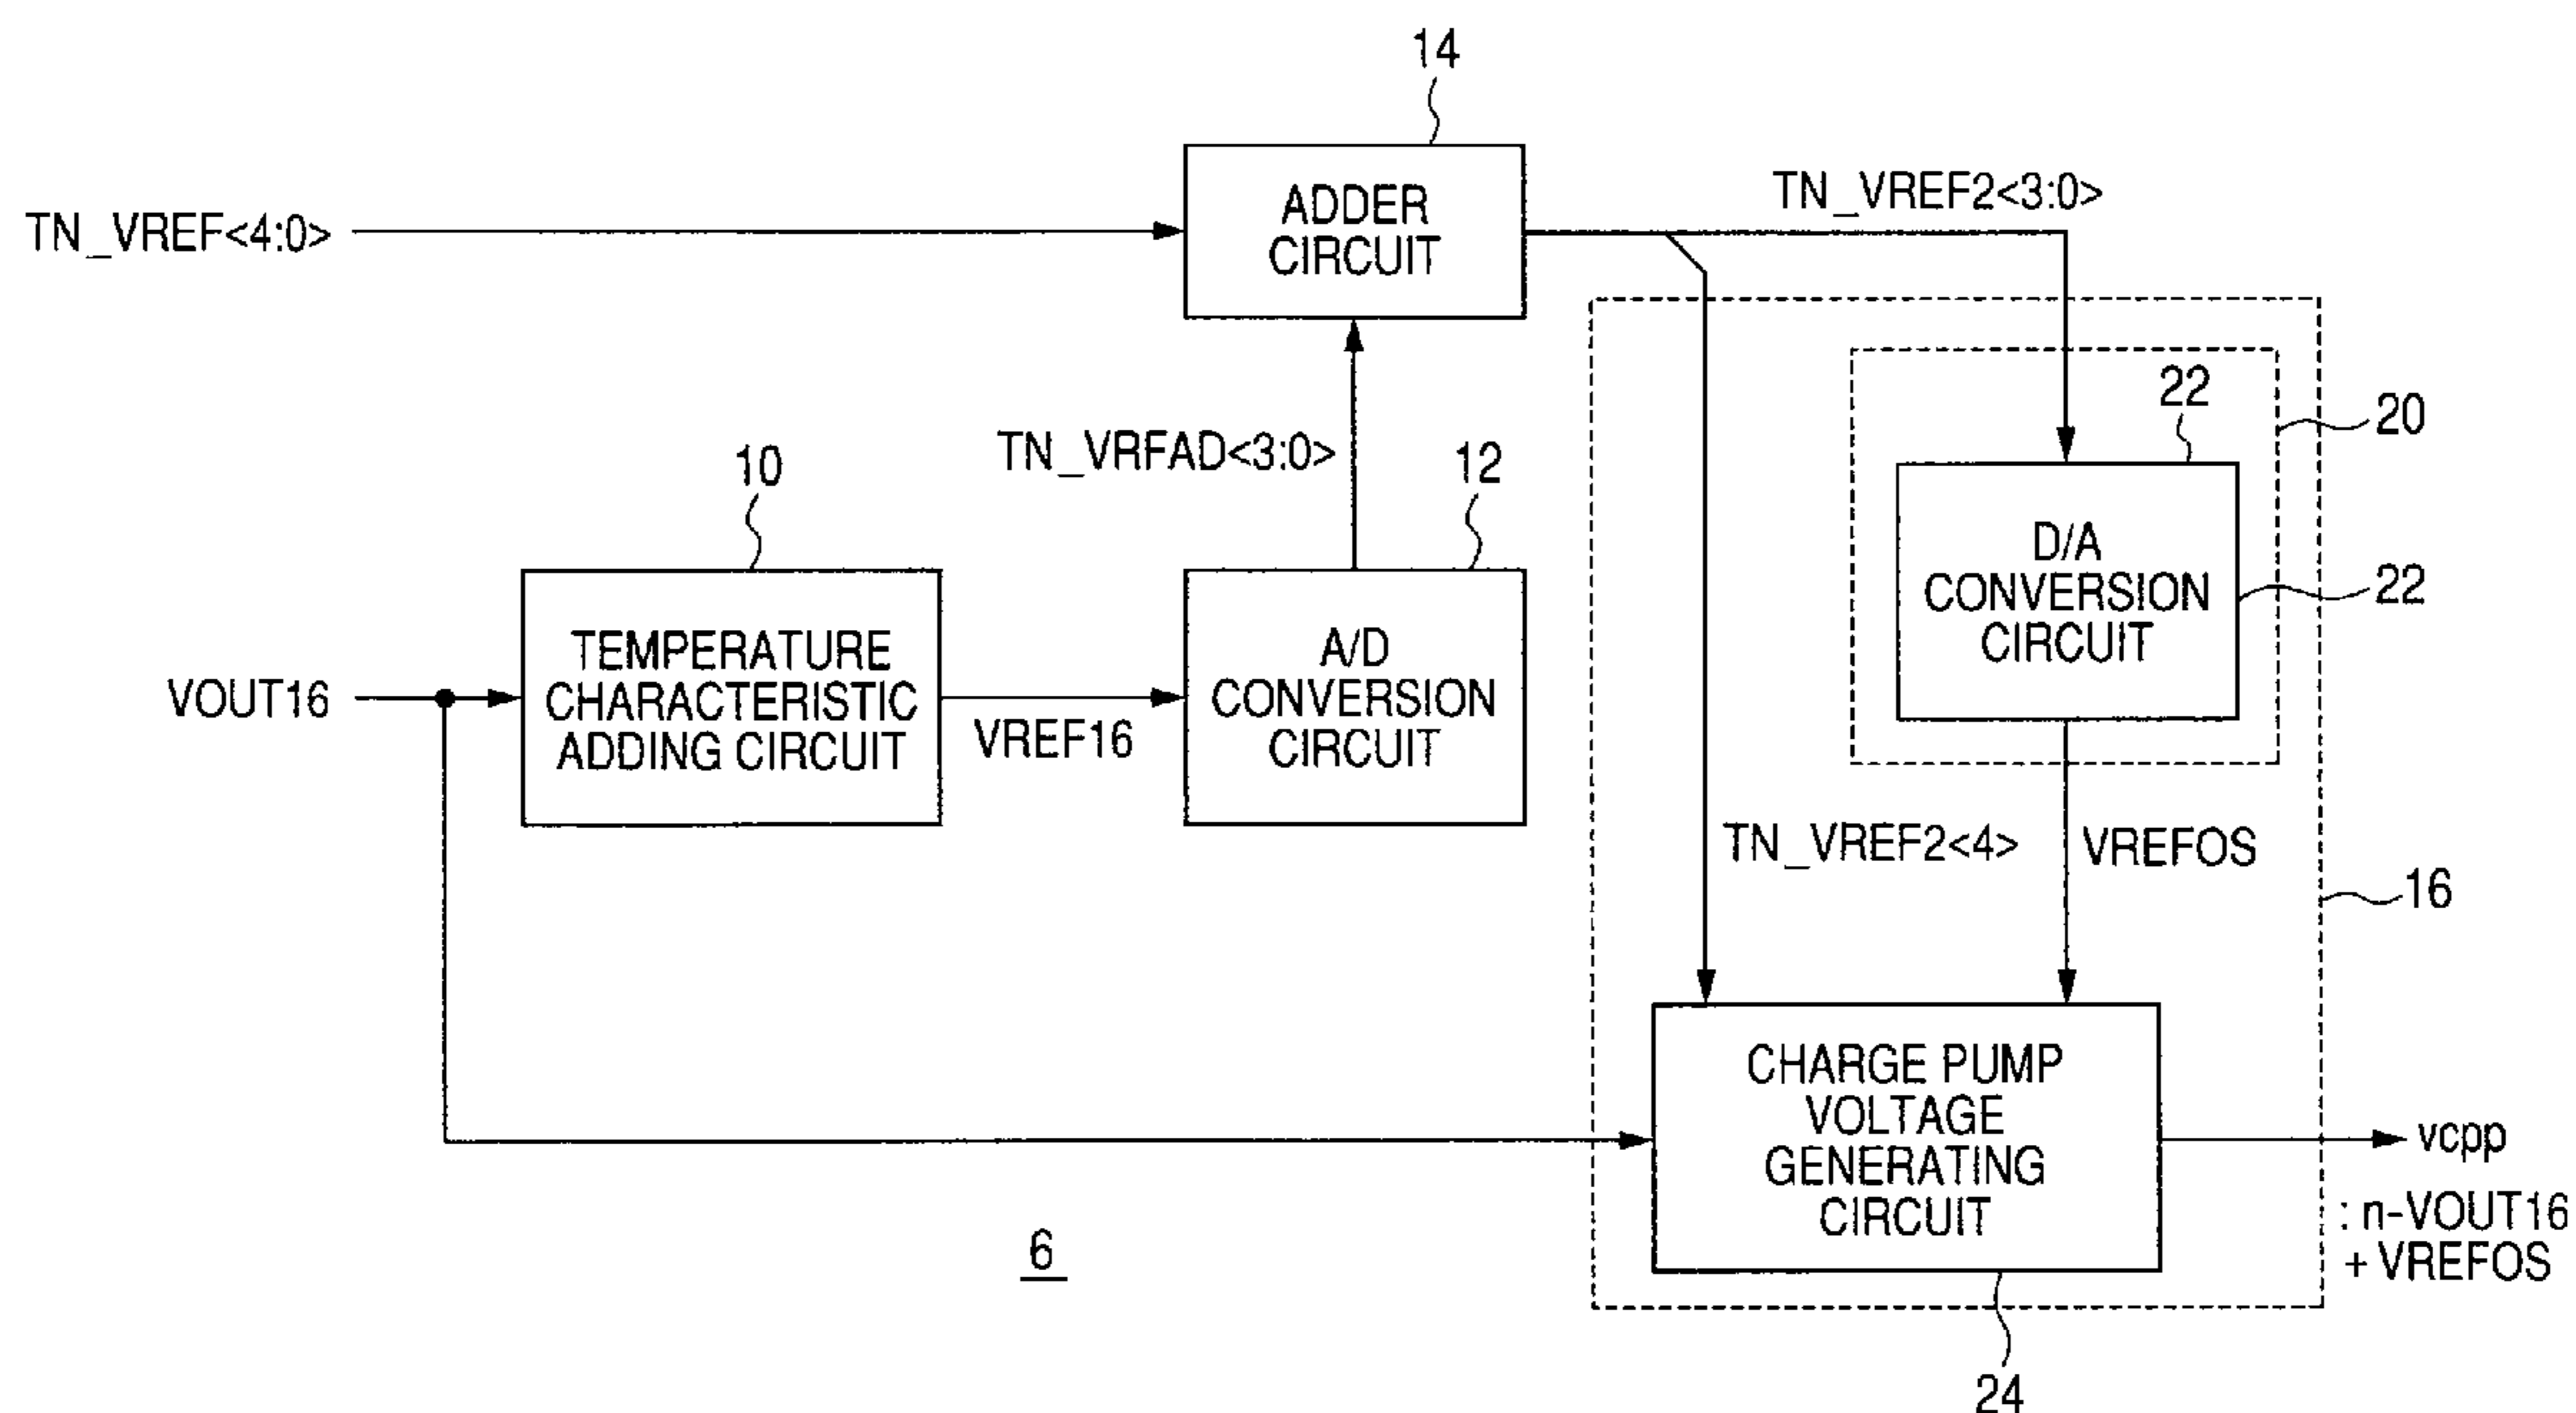 14
ADDER
CIRCUIT
TN_VREF<4:0>
TN_VREF2<3:0>
22
20
TN_VRFAD<3:0>
10
12
D/A
CONVERSION
CIRCUIT
22
TEMPERATURE
CHARACTERISTIC
ADDING CIRCUIT
A/D
CONVERSION
CIRCUIT
VOUT16
VREF16
TN_VREF2<4>
VREFOS
16
CHARGE PUMP
VOLTAGE
GENERATING
CIRCUIT
vcpp
: n-VOUT16
+ VREFOS
6
24